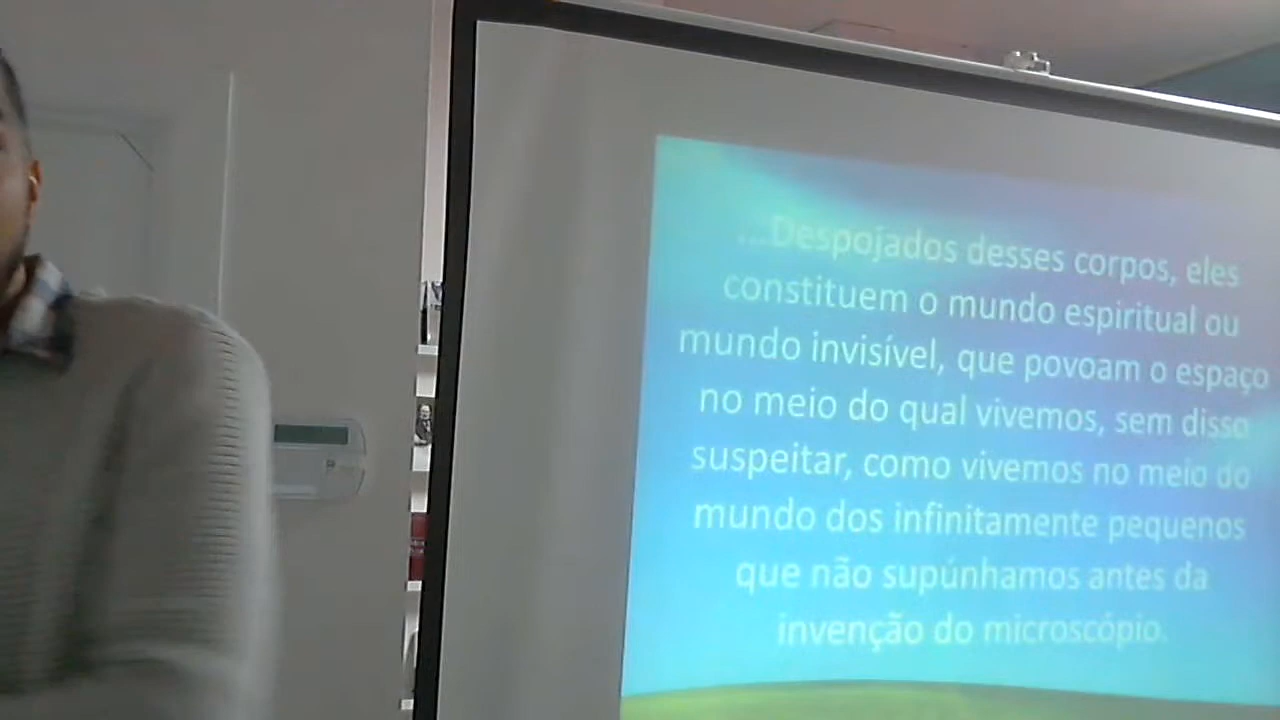 ...Despojados desses corpos, eles
constituem o mundo espiritual ou
mundo invisível, que povoam o espaço
no meio do qual vivemos, sem disso
suspeitar, como vivemos no meio do
mundo dos infinitamente pequenos
que não supúnhamos antes da
invenção do microscópio.